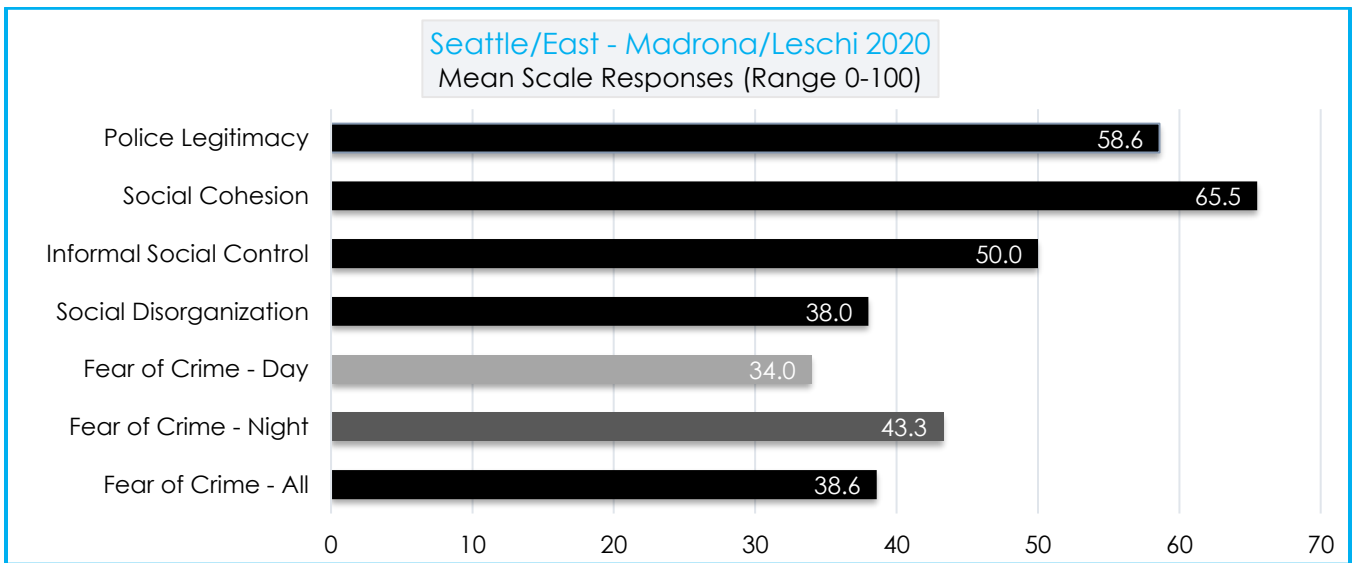 Seattle/East - Madrona/Leschi 2020
Mean Scale Responses (Range 0-100)
Police Legitimacy 58.6
Social Cohesion 65.5
Informal Social Control 50.0
Social Disorganization 38.0
Fear of Crime - Day 34.0
Fear of Crime - Night 43.3
Fear of Crime - All 38.6
0 10 20 30 40 50 60 70